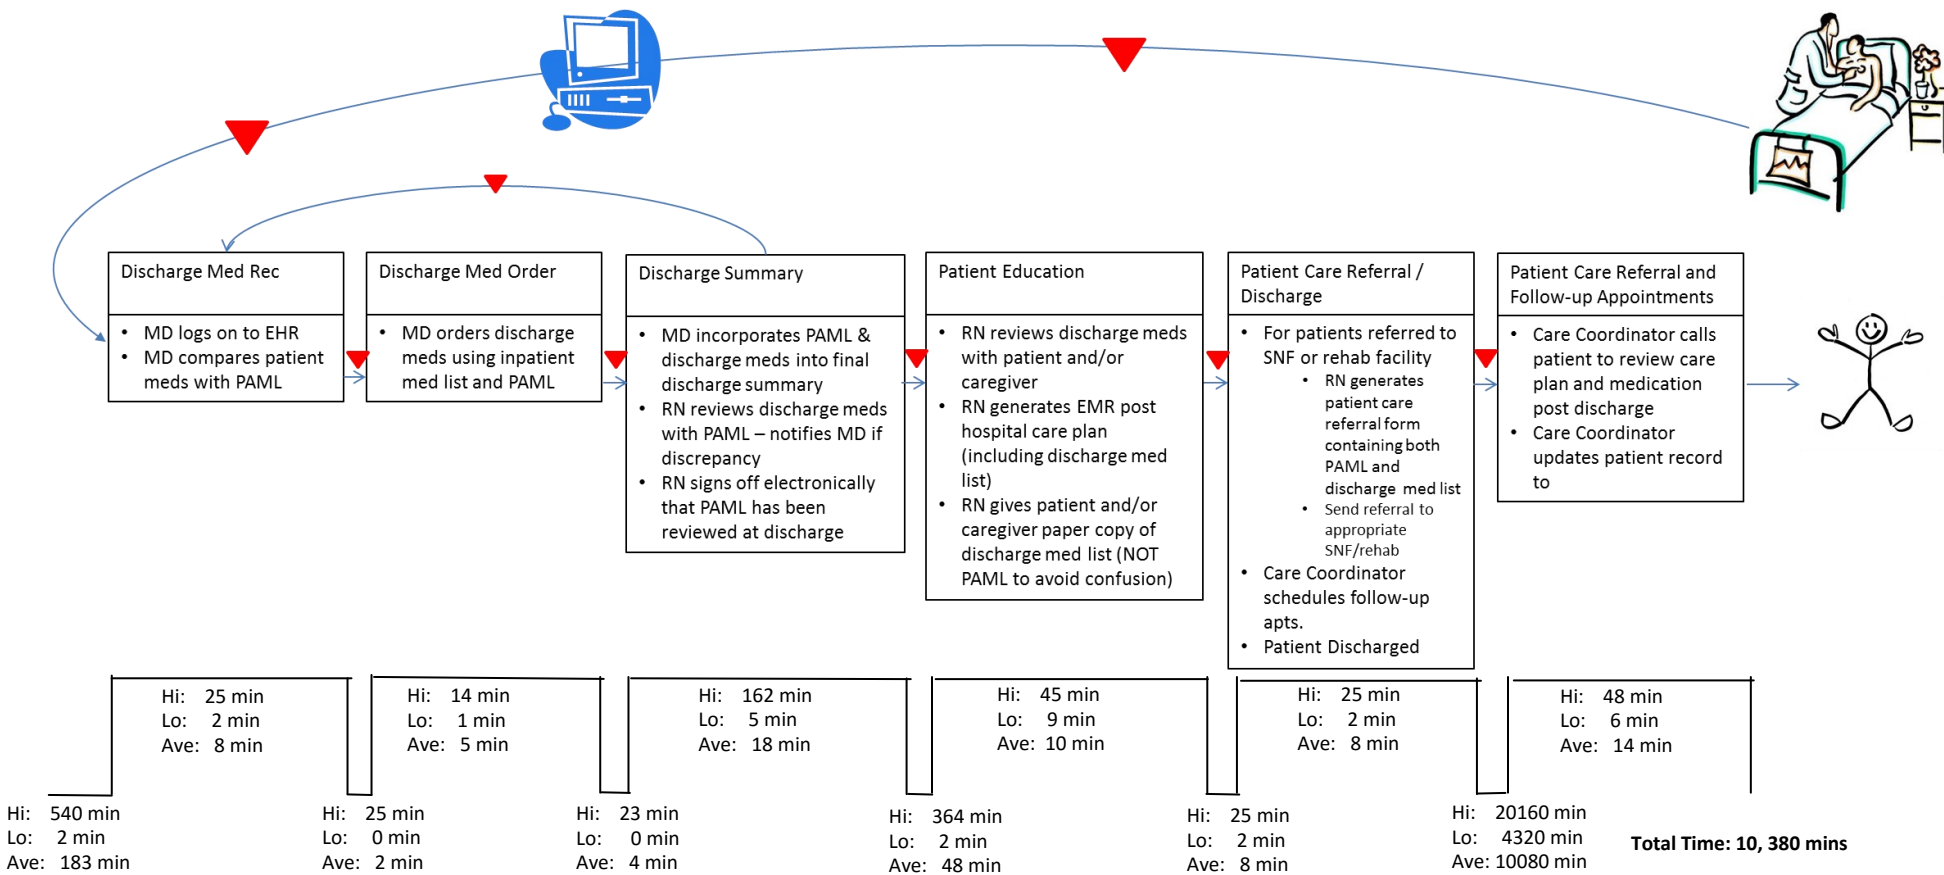 Discharge Med Rec
• MD logs on to EHR
• MD compares patient
meds with PAML
Discharge Med Order
• MD orders discharge
meds using inpatient
med list and PAML
Discharge Summary
• MD incorporates PAML &
discharge meds into final
discharge summary
• RN reviews discharge meds
with PAML – notifies MD if
discrepancy
• RN signs off electronically
that PAML has been
reviewed at discharge
Patient Education
• RN reviews discharge meds
with patient and/or
caregiver
• RN generates EMR post
hospital care plan
(including discharge med
list)
• RN gives patient and/or
caregiver paper copy of
discharge med list (NOT
PAML to avoid confusion)
Patient Care Referral /
Discharge
• For patients referred to
SNF or rehab facility
• RN generates
patient care
referral form
containing both
PAML and
discharge med list
• Send referral to
appropriate
SNF/rehab
• Care Coordinator
schedules follow-up
apts.
• Patient Discharged
Patient Care Referral and
Follow-up Appointments
• Care Coordinator calls
patient to review care
plan and medication
post discharge
• Care Coordinator
updates patient record
to
Hi: 25 min
Lo: 2 min
Ave: 8 min
Hi: 14 min
Lo: 1 min
Ave: 5 min
Hi: 162 min
Lo: 5 min
Ave: 18 min
Hi: 45 min
Lo: 9 min
Ave: 10 min
Hi: 25 min
Lo: 2 min
Ave: 8 min
Hi: 48 min
Lo: 6 min
Ave: 14 min
Hi: 540 min
Lo: 2 min
Ave: 183 min
Hi: 25 min
Lo: 0 min
Ave: 2 min
Hi: 23 min
Lo: 0 min
Ave: 4 min
Hi: 364 min
Lo: 2 min
Ave: 48 min
Hi: 25 min
Lo: 2 min
Ave: 8 min
Hi: 20160 min
Lo: 4320 min
Ave: 10080 min
Total Time: 10, 380 mins